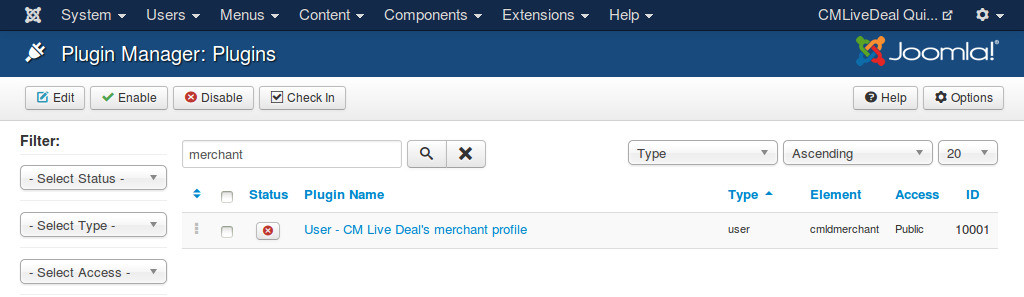 System Users Menus Content Components Extensions Help CMLiveDeal Qui...
Plugin Manager: Plugins Joomla!®
Edit Enable Disable Check In Help Options
Filter:
merchant Type Ascending 20
- Select Status -
Status Plugin Name Type Element Access ID
- Select Type - User - CM Live Deal's merchant profile user cmldmerchant Public 10001
- Select Access -